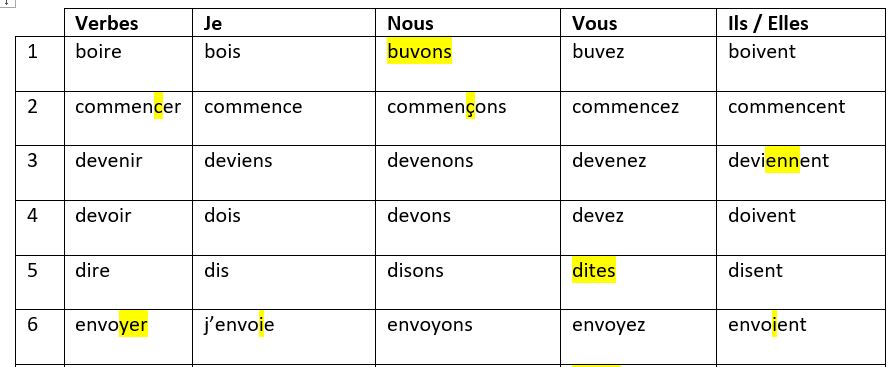 Verbes Je Nous Vous Ils / Elles
1 boire bois buvons buvez boivent
2 commencer commence commençons commencez commencent
3 devenir deviens devenons devenez deviennent
4 devoir dois devons devez doivent
5 dire dis disons dites disent
6 envoyer j’envoie envoyons envoyez envoient